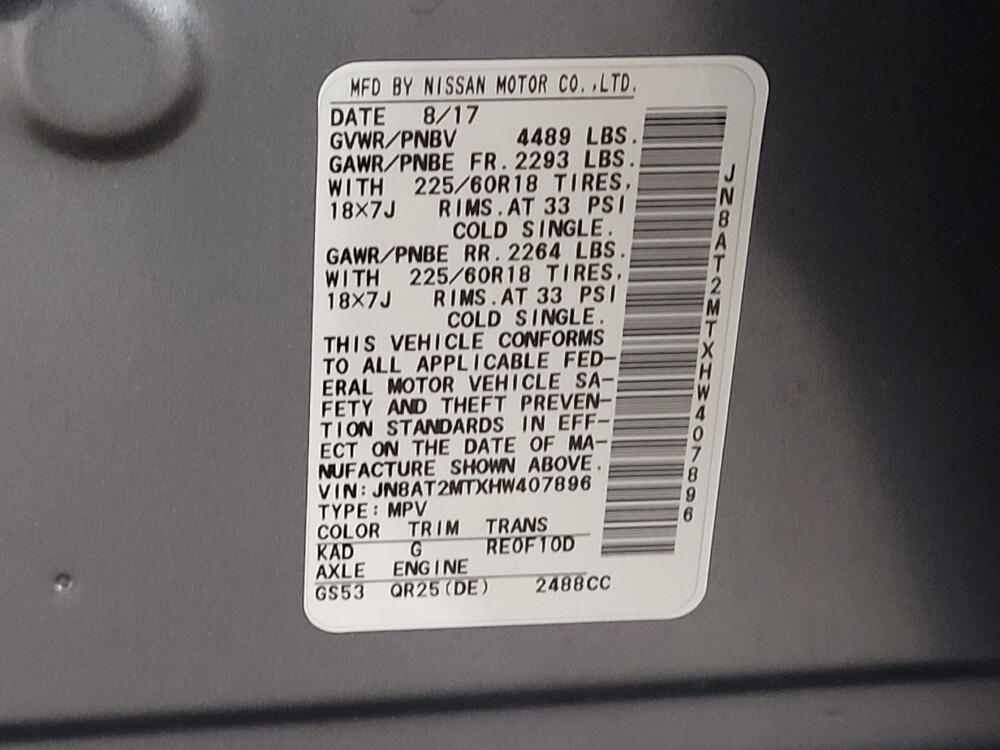 MFD BY NISSAN MOTOR CO.,LTD.
DATE 8/17
GVWR/PNBV 4489 LBS.
GAWR/PNBE FR. 2293 LBS.
WITH 225/60R18 TIRES,
18×7J RIMS.AT 33 PSI
COLD SINGLE.
GAWR/PNBE RR. 2264 LBS.
WITH 225/60R18 TIRES,
18×7J RIMS.AT 33 PSI
COLD SINGLE.
THIS VEHICLE CONFORMS
TO ALL APPLICABLE FED-
ERAL MOTOR VEHICLE SA-
FETY AND THEFT PREVEN-
TION STANDARDS IN EFF-
ECT ON THE DATE OF MA-
NUFACTURE SHOWN ABOVE.
VIN:JN8AT2MTXHW407896
TYPE:MPV
COLOR TRIM TRANS
KAD G RE0F10D
AXLE ENGINE
GS53 QR25(DE) 2488CC
JN8AT2MTXHW407896